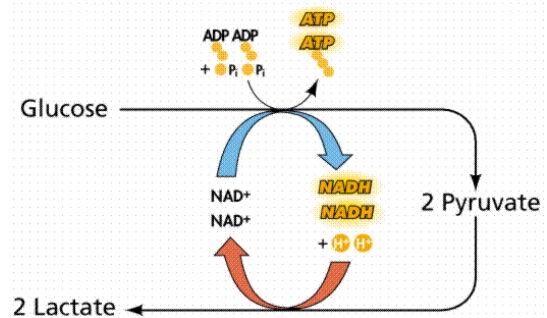 ADP ADP
+ Pi Pi
ATP
ATP
Glucose
NAD+
NAD+
NADH
NADH
+ H+ H+
2 Pyruvate
2 Lactate